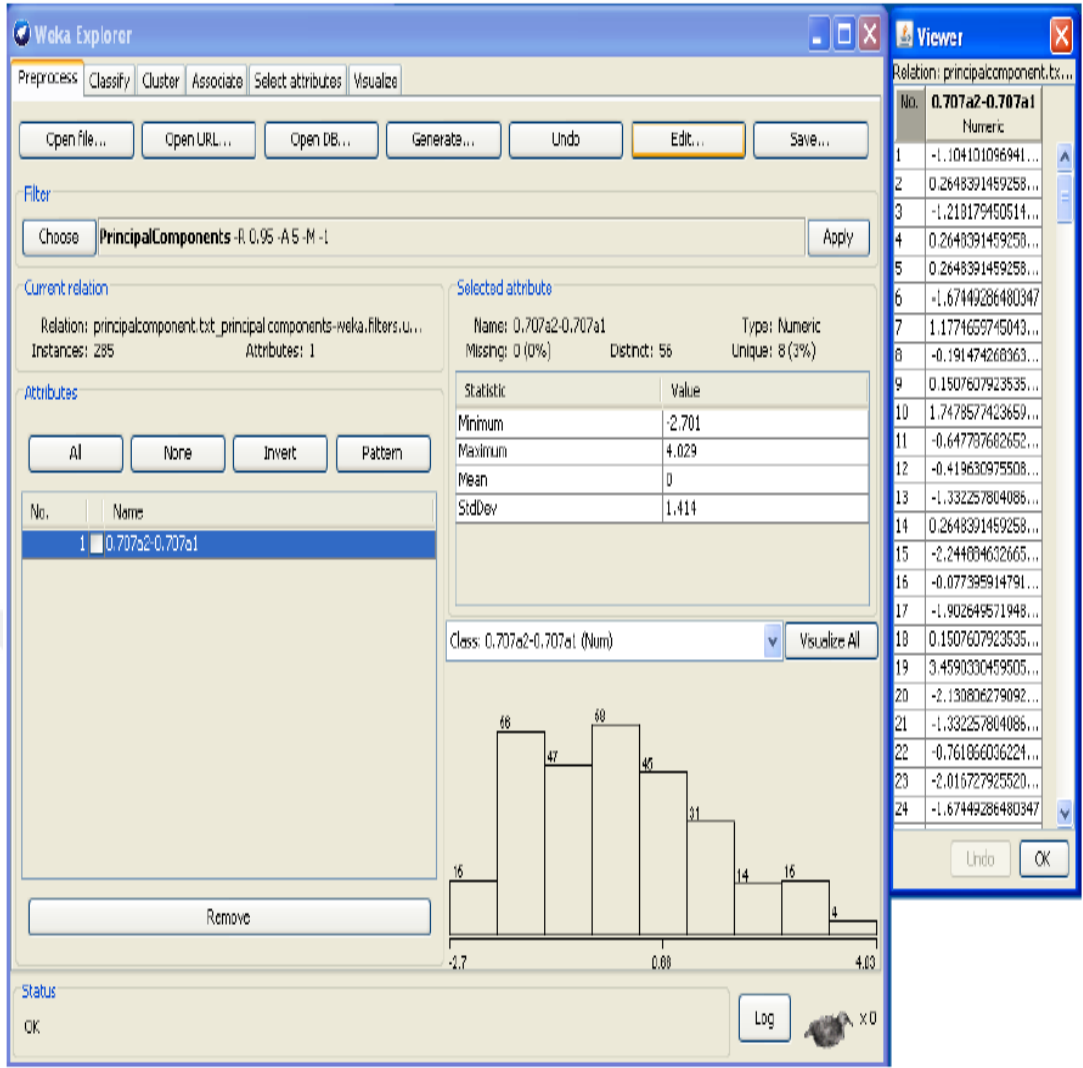 Weka Explorer
Preprocess Classify Cluster Associate Select attributes Visualize
Open file... Open URL... Open DB... Generate... Undo Edit... Save...
Filter
Choose PrincipalComponents -R 0.95 -A 5 -M -1 Apply
Current relation
Relation: principalcomponent.txt_principal components-weka.filters.u...
Instances: 285 Attributes: 1
Attributes
All None Invert Pattern
No. Name
1 0.707a2-0.707a1
Remove
Selected attribute
Name: 0.707a2-0.707a1 Type: Numeric
Missing: 0 (0%) Distinct: 56 Unique: 8 (3%)
Statistic Value
Minimum -2.701
Maximum 4.029
Mean 0
StdDev 1.414
Class: 0.707a2-0.707a1 (Num) Visualize All
47
45
31
14
4
-2.7 4.03
Status
OK
Log x 0
Viewer
Relation: principalcomponent.tx...
No. 0.707a2-0.707a1
Numeric
1 -1.104101096941...
2 0.2648391459258...
3 -1.218179450514...
4 0.2648391459258...
5 0.2648391459258...
6 -1.67449286480347
7 1.1774659745043...
8 -0.191474268363...
9 0.1507607923535...
10 1.7478577423659...
11 -0.647787682652...
12 -0.419630975508...
13 -1.332257804086...
14 0.2648391459258...
15 -2.244884632665...
16 -0.077395914791...
17 -1.902649571948...
18 0.1507607923535...
19 3.4590330459505...
20 -2.130806279092...
21 -1.332257804086...
22 -0.761866036224...
23 -2.016727925520...
24 -1.67449286480347
Undo OK